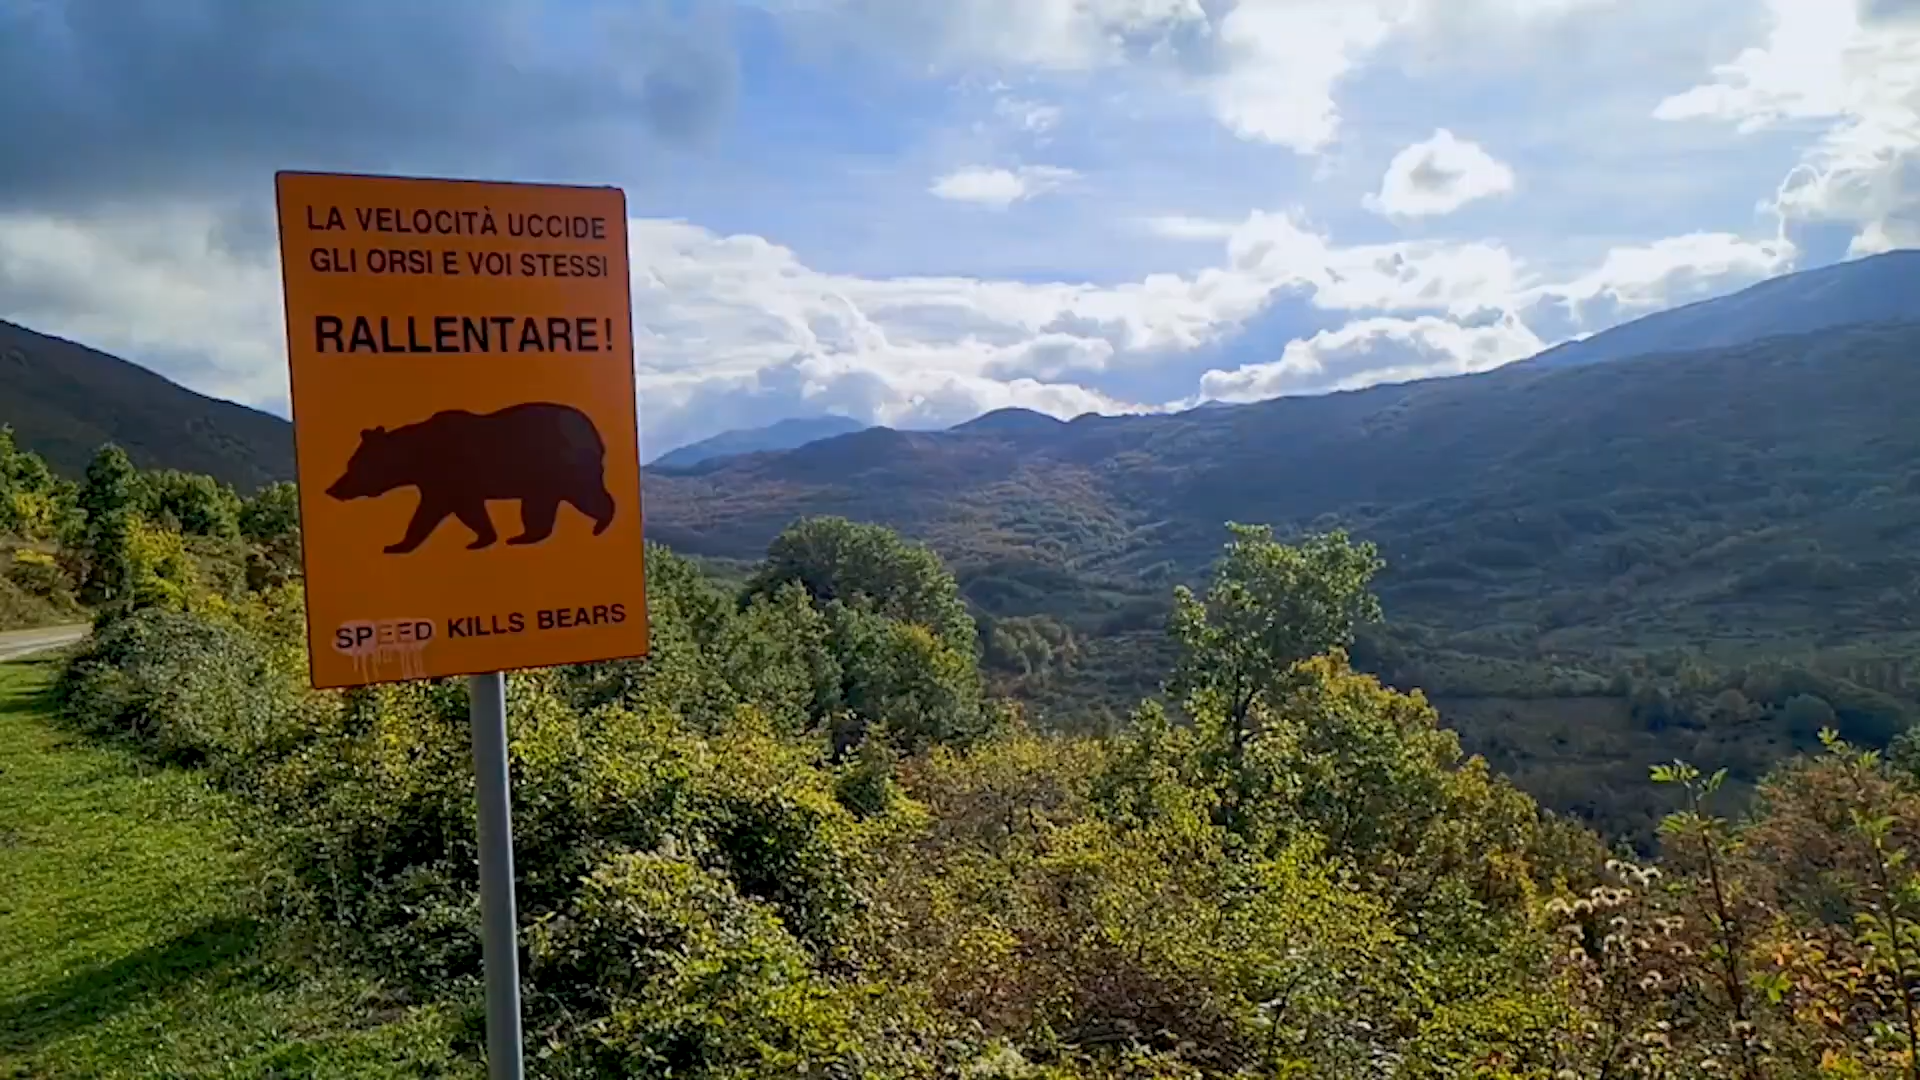 LA VELOCITÀ UCCIDE
GLI ORSI E VOI STESSI
RALLENTARE!
SPEED KILLS BEARS